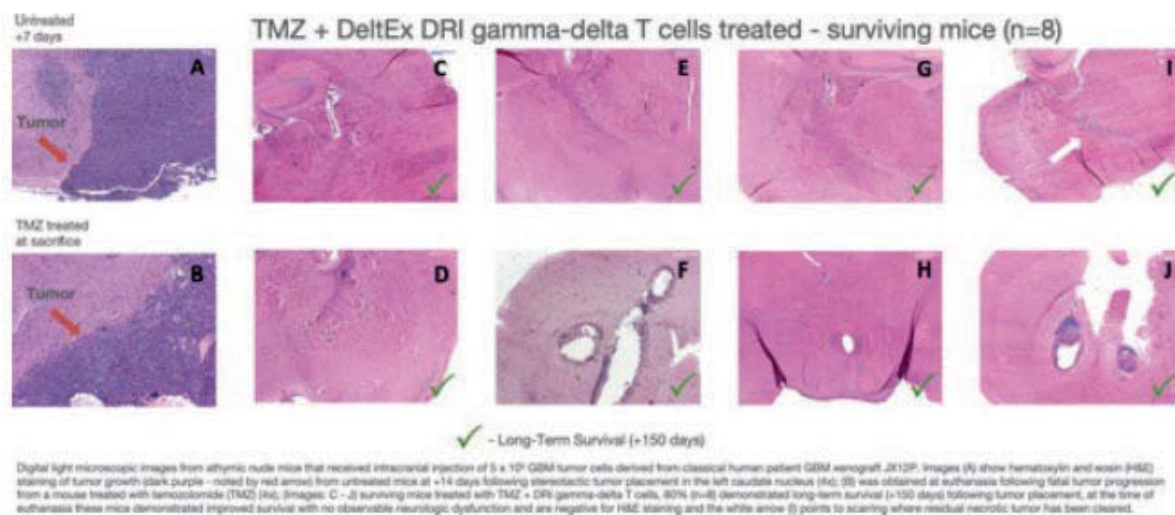 Untreated
+7 days
TMZ + DeltEx DRI gamma-delta T cells treated - surviving mice (n=8)
A
C
E
G
I
Tumor
TMZ treated
at sacrifice
B
D
F
H
J
Tumor
- Long-Term Survival (+150 days)
Digital light microscopic images from athymic nude mice that received intracranial injection of 5 x 10⁵ GBM tumor cells derived from classical human patient GBM xenograft JX12P. Images (A) show hematoxylin and eosin (H&E)
staining of tumor growth (dark purple - noted by red arrow) from untreated mice at +14 days following stereotactic tumor placement in the left caudate nucleus (4x); (B) was obtained at euthanasia following fatal tumor progression
from a mouse treated with temozolomide (TMZ) (4x); (Images: C - J) surviving mice treated with TMZ + DRI gamma-delta T cells, 80% (n=8) demonstrated long-term survival (+150 days) following tumor placement, at the time of
euthanasia these mice demonstrated improved survival with no observable neurologic dysfunction and are negative for H&E staining and the white arrow (I) points to scarring where residual necrotic tumor has been cleared.